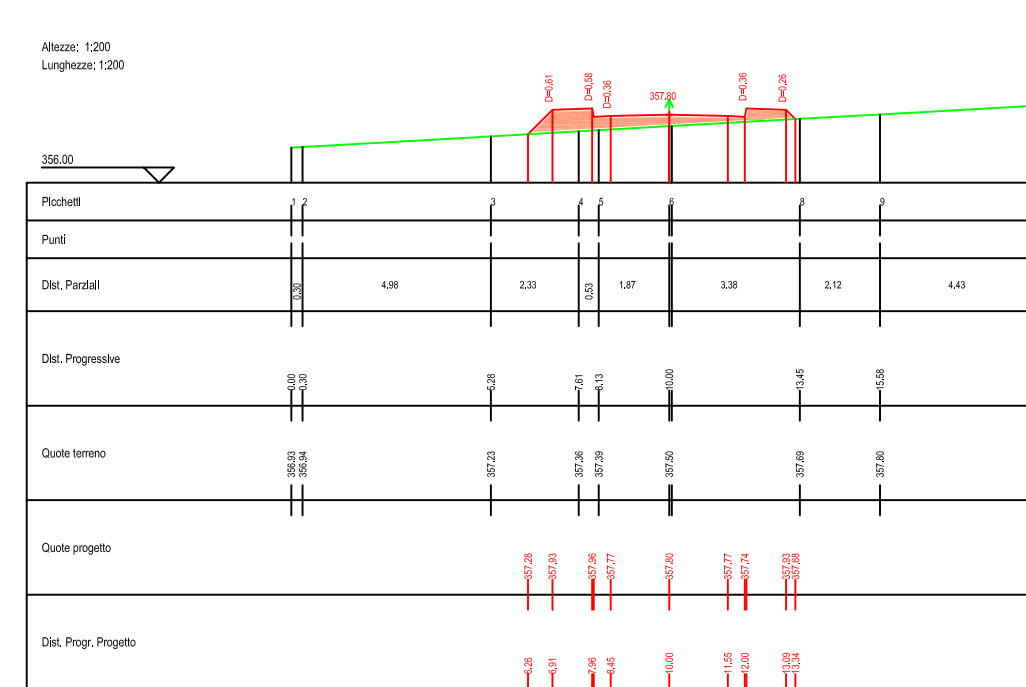 Altezze: 1:200
Lunghezze: 1:200
D=0.61 D=0.58 D=0.36 357.80 D=0.36 D=0.26
356.00
Picchetti 1 2 3 4 5 6 8 9
Punti
Dist. Parziali 0.30 4.98 2.33 0.53 1.87 3.38 2.12 4.43
Dist. Progressive 0.00 0.30 5.28 7.61 8.13 10.00 13.45 15.58
Quote terreno 356.93 356.94 357.23 357.36 357.39 357.50 357.69 357.80
Quote progetto 357.28 357.93 357.96 357.77 357.80 357.77 357.74 357.93 357.68
Dist. Progr. Progetto 6.26 6.91 7.96 8.45 10.00 11.55 12.00 13.09 13.34